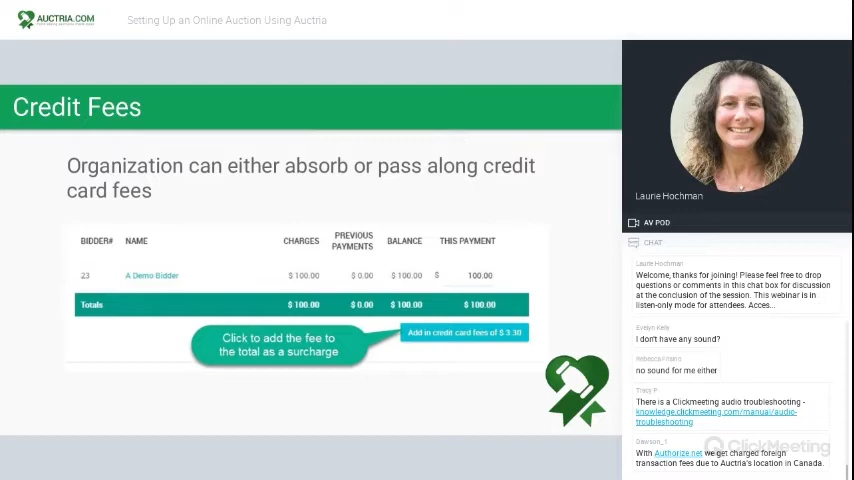 AUCTRIA.COM
Setting Up an Online Auction Using Auctria
Credit Fees
Organization can either absorb or pass along credit
card fees
BIDDER# NAME CHARGES PREVIOUS PAYMENTS BALANCE THIS PAYMENT
23 A Demo Bidder $ 100.00 $ 0.00 $ 100.00 $ 100.00
Totals $ 100.00 $ 0.00 $ 100.00 $ 100.00
Add in credit card fees of $ 3.30
Click to add the fee to
the total as a surcharge
Laurie Hochman
AV POD
CHAT
Laurie Hochman
Welcome, thanks for joining! Please feel free to drop
questions or comments in this chat box for discussion
at the conclusion of the session. This webinar is in
listen-only mode for attendees. Acces...
Evelyn Kelly
I don't have any sound?
no sound for me either
Tracy P
There is a Clickmeeting audio troubleshooting -
knowledge.clickmeeting.com/manual/audio-
troubleshooting
Dawson_1
With Authorize.net we get charged foreign
transaction fees due to Auctria's location in Canada.
ClickMeeting